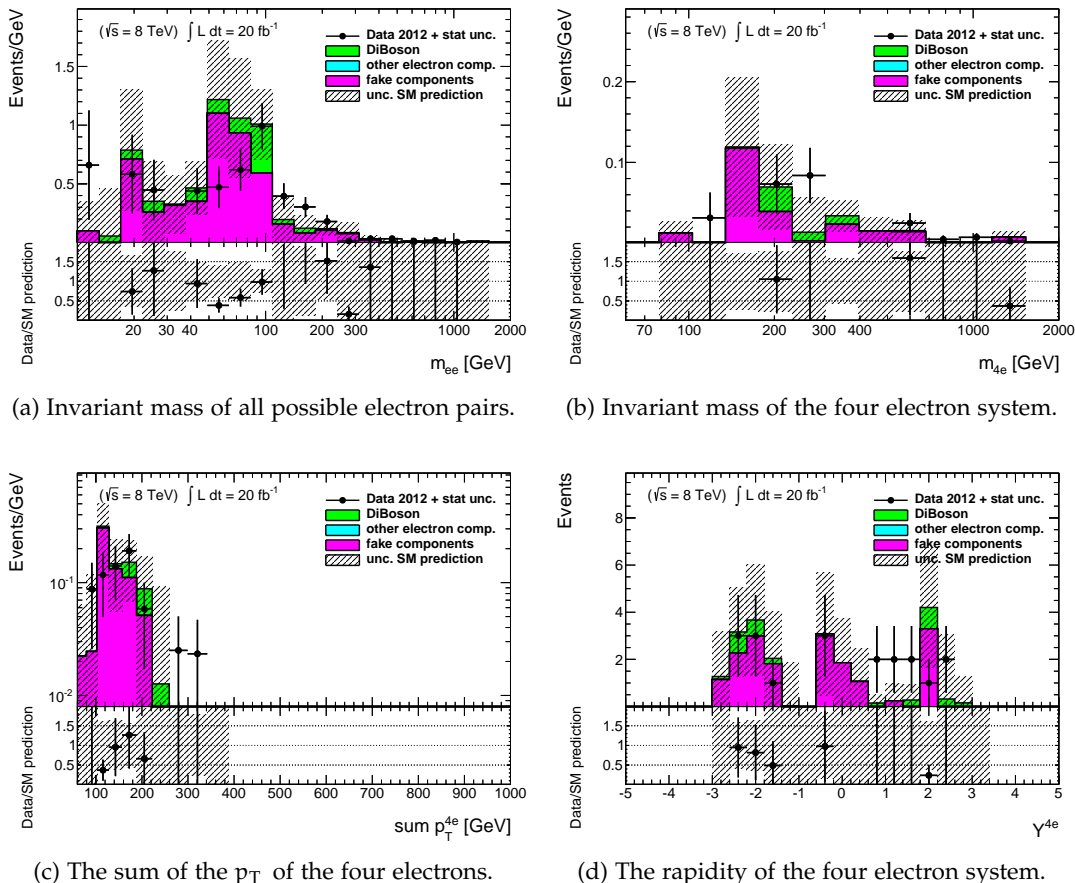 Events/GeV
(√s = 8 TeV) ∫ L dt = 20 fb⁻¹
Data 2012 + stat unc.
DiBoson
other electron comp.
fake components
unc. SM prediction
1.5
1
0.5
Data/SM prediction
1.5
1
0.5
20 30 40 100 200 300 1000 2000
m_ee [GeV]
(a) Invariant mass of all possible electron pairs.
Events/GeV
(√s = 8 TeV) ∫ L dt = 20 fb⁻¹
Data 2012 + stat unc.
DiBoson
other electron comp.
fake components
unc. SM prediction
0.2
0.1
Data/SM prediction
1.5
1
0.5
70 100 200 300 400 1000 2000
m_4e [GeV]
(b) Invariant mass of the four electron system.
Events/GeV
(√s = 8 TeV) ∫ L dt = 20 fb⁻¹
Data 2012 + stat unc.
DiBoson
other electron comp.
fake components
unc. SM prediction
10⁻¹
10⁻²
Data/SM prediction
1.5
1
0.5
100 200 300 400 500 600 700 800 900 1000
sum p_T^4e [GeV]
(c) The sum of the p_T of the four electrons.
Events
(√s = 8 TeV) ∫ L dt = 20 fb⁻¹
Data 2012 + stat unc.
DiBoson
other electron comp.
fake components
unc. SM prediction
8
6
4
2
Data/SM prediction
1.5
1
0.5
-5 -4 -3 -2 -1 0 1 2 3 4 5
Y^4e
(d) The rapidity of the four electron system.